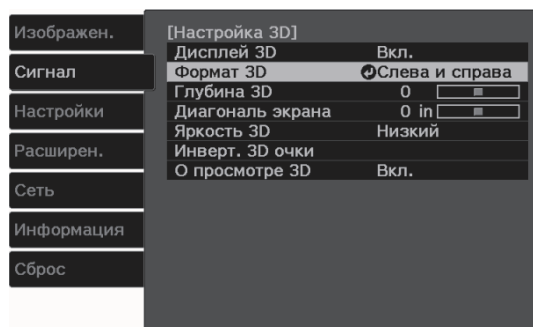 Изображен.
Сигнал
Настройки
Расширен.
Сеть
Информация
Сброс
[Настройка 3D]
Дисплей 3D Вкл.
Формат 3D Слева и справа
Глубина 3D 0
Диагональ экрана 0 in
Яркость 3D Низкий
Инверт. 3D очки
О просмотре 3D Вкл.